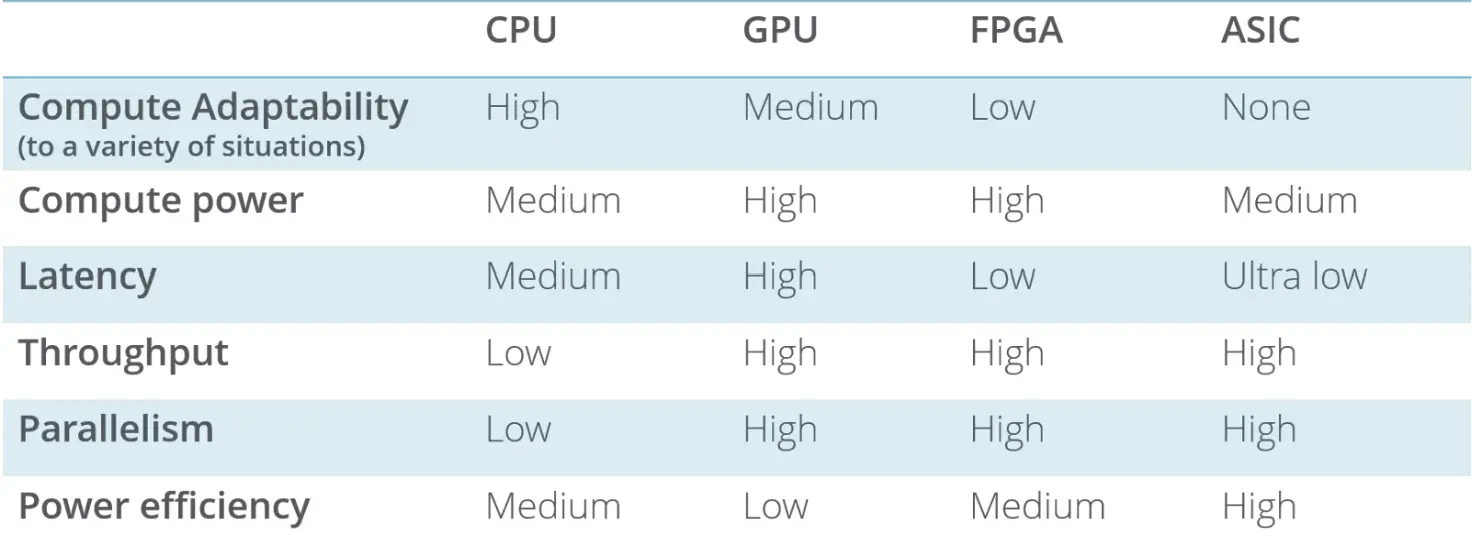 CPU GPU FPGA ASIC
Compute Adaptability High Medium Low None
(to a variety of situations)
Compute power Medium High High Medium
Latency Medium High Low Ultra low
Throughput Low High High High
Parallelism Low High High High
Power efficiency Medium Low Medium High